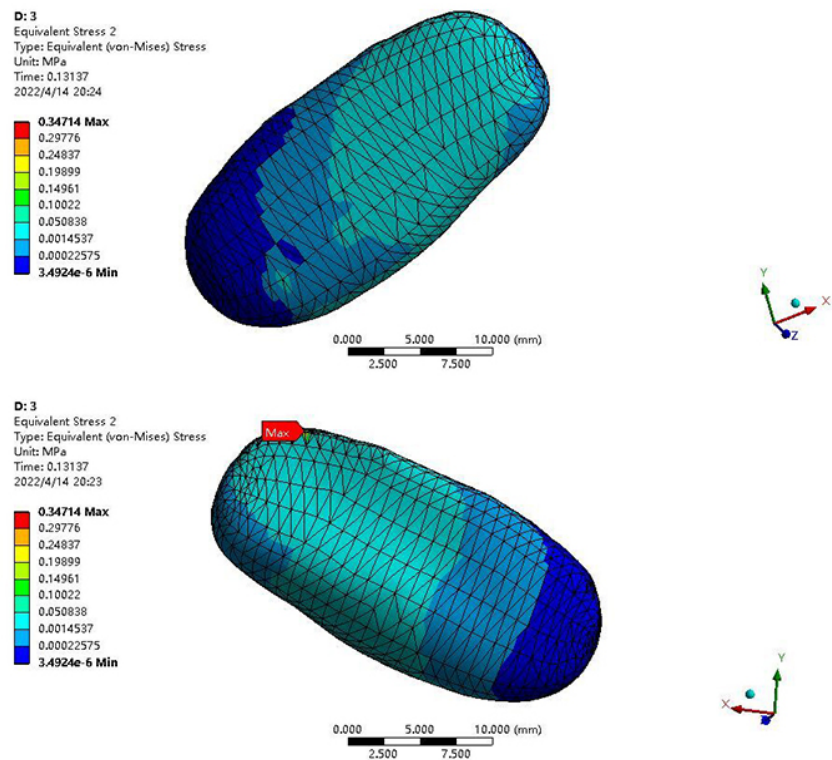 D: 3
Equivalent Stress 2
Type: Equivalent (von-Mises) Stress
Unit: MPa
Time: 0.13137
2022/4/14 20:24
0.34714 Max
0.29776
0.24837
0.19899
0.14961
0.10022
0.050838
0.0014537
0.00022575
3.4924e-6 Min
Y
X
Z
0.000 5.000 10.000 (mm)
2.500 7.500
D: 3
Equivalent Stress 2
Type: Equivalent (von-Mises) Stress
Unit: MPa
Time: 0.13137
2022/4/14 20:23
Max
0.34714 Max
0.29776
0.24837
0.19899
0.14961
0.10022
0.050838
0.0014537
0.00022575
3.4924e-6 Min
Y
X
0.000 5.000 10.000 (mm)
2.500 7.500